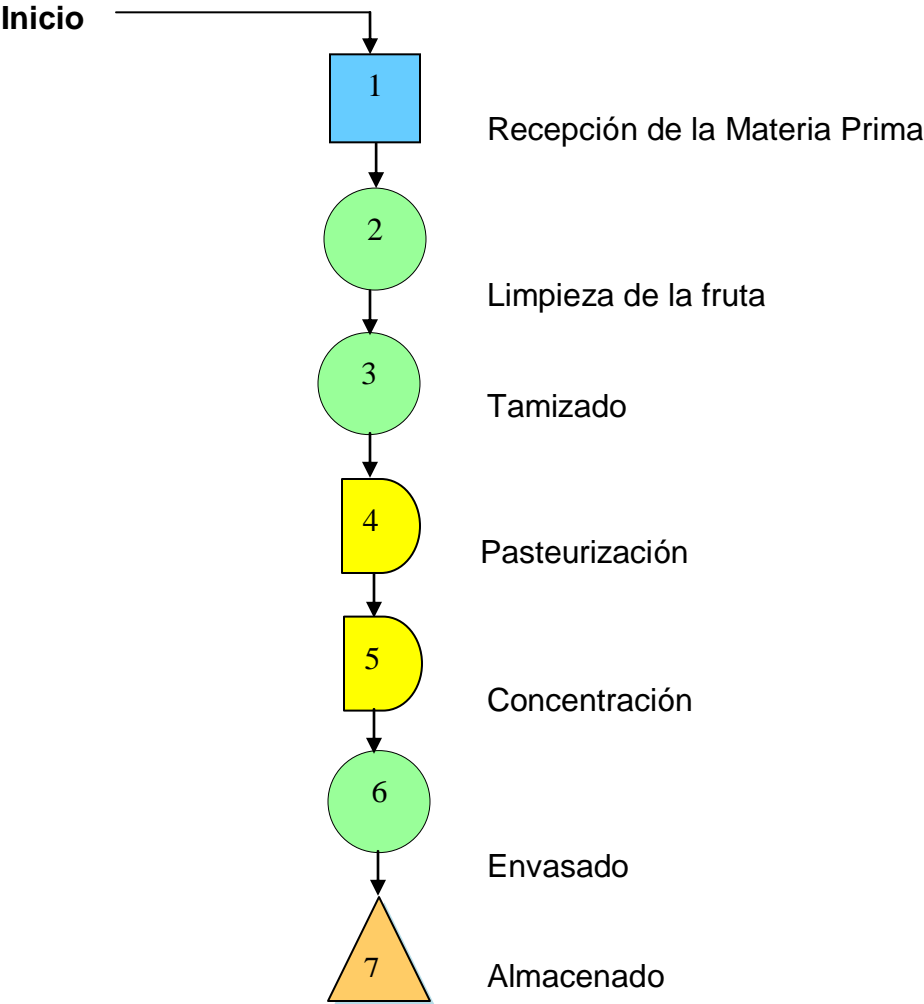 Inicio
1
Recepción de la Materia Prima
2
Limpieza de la fruta
3
Tamizado
4
Pasteurización
5
Concentración
6
Envasado
7
Almacenado